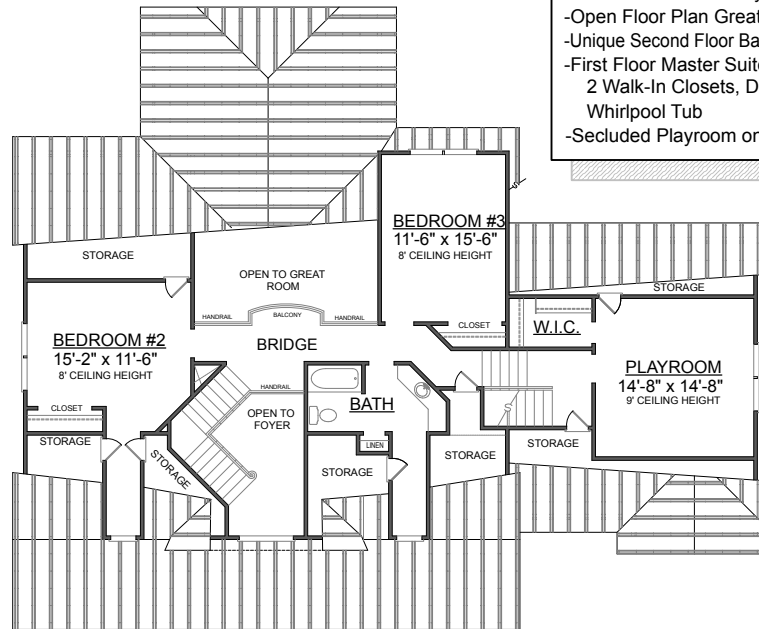 -Open Floor Plan Great
-Unique Second Floor Ba
-First Floor Master Suite
2 Walk-In Closets, D
Whirlpool Tub
-Secluded Playroom on
BEDROOM #3
11'-6" x 15'-6"
8' CEILING HEIGHT
STORAGE
OPEN TO GREAT
ROOM
STORAGE
HANDRAIL
BALCONY
HANDRAIL
CLOSET
W.I.C.
BEDROOM #2
15'-2" x 11'-6"
8' CEILING HEIGHT
BRIDGE
PLAYROOM
14'-8" x 14'-8"
9' CEILING HEIGHT
HANDRAIL
CLOSET
OPEN TO
FOYER
BATH
STORAGE
STORAGE
LINEN
STORAGE
STORAGE
STORAGE